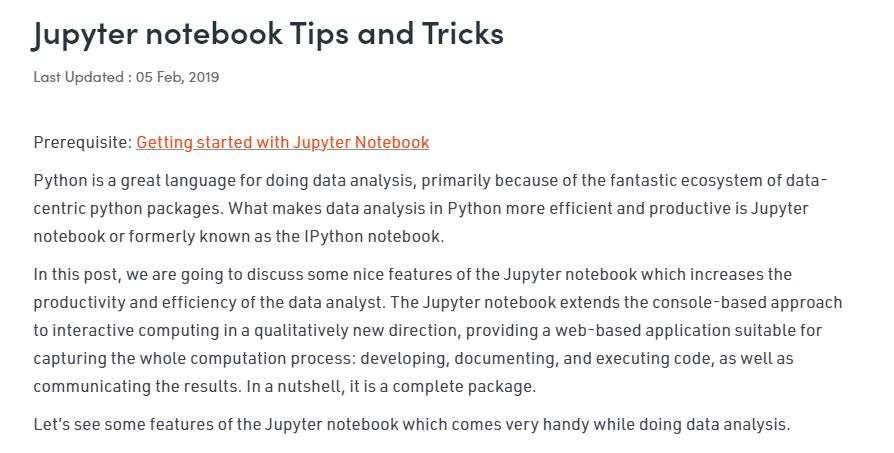 Jupyter notebook Tips and Tricks
Last Updated : 05 Feb, 2019
Prerequisite: Getting started with Jupyter Notebook
Python is a great language for doing data analysis, primarily because of the fantastic ecosystem of data-
centric python packages. What makes data analysis in Python more efficient and productive is Jupyter
notebook or formerly known as the IPython notebook.
In this post, we are going to discuss some nice features of the Jupyter notebook which increases the
productivity and efficiency of the data analyst. The Jupyter notebook extends the console-based approach
to interactive computing in a qualitatively new direction, providing a web-based application suitable for
capturing the whole computation process: developing, documenting, and executing code, as well as
communicating the results. In a nutshell, it is a complete package.
Let’s see some features of the Jupyter notebook which comes very handy while doing data analysis.